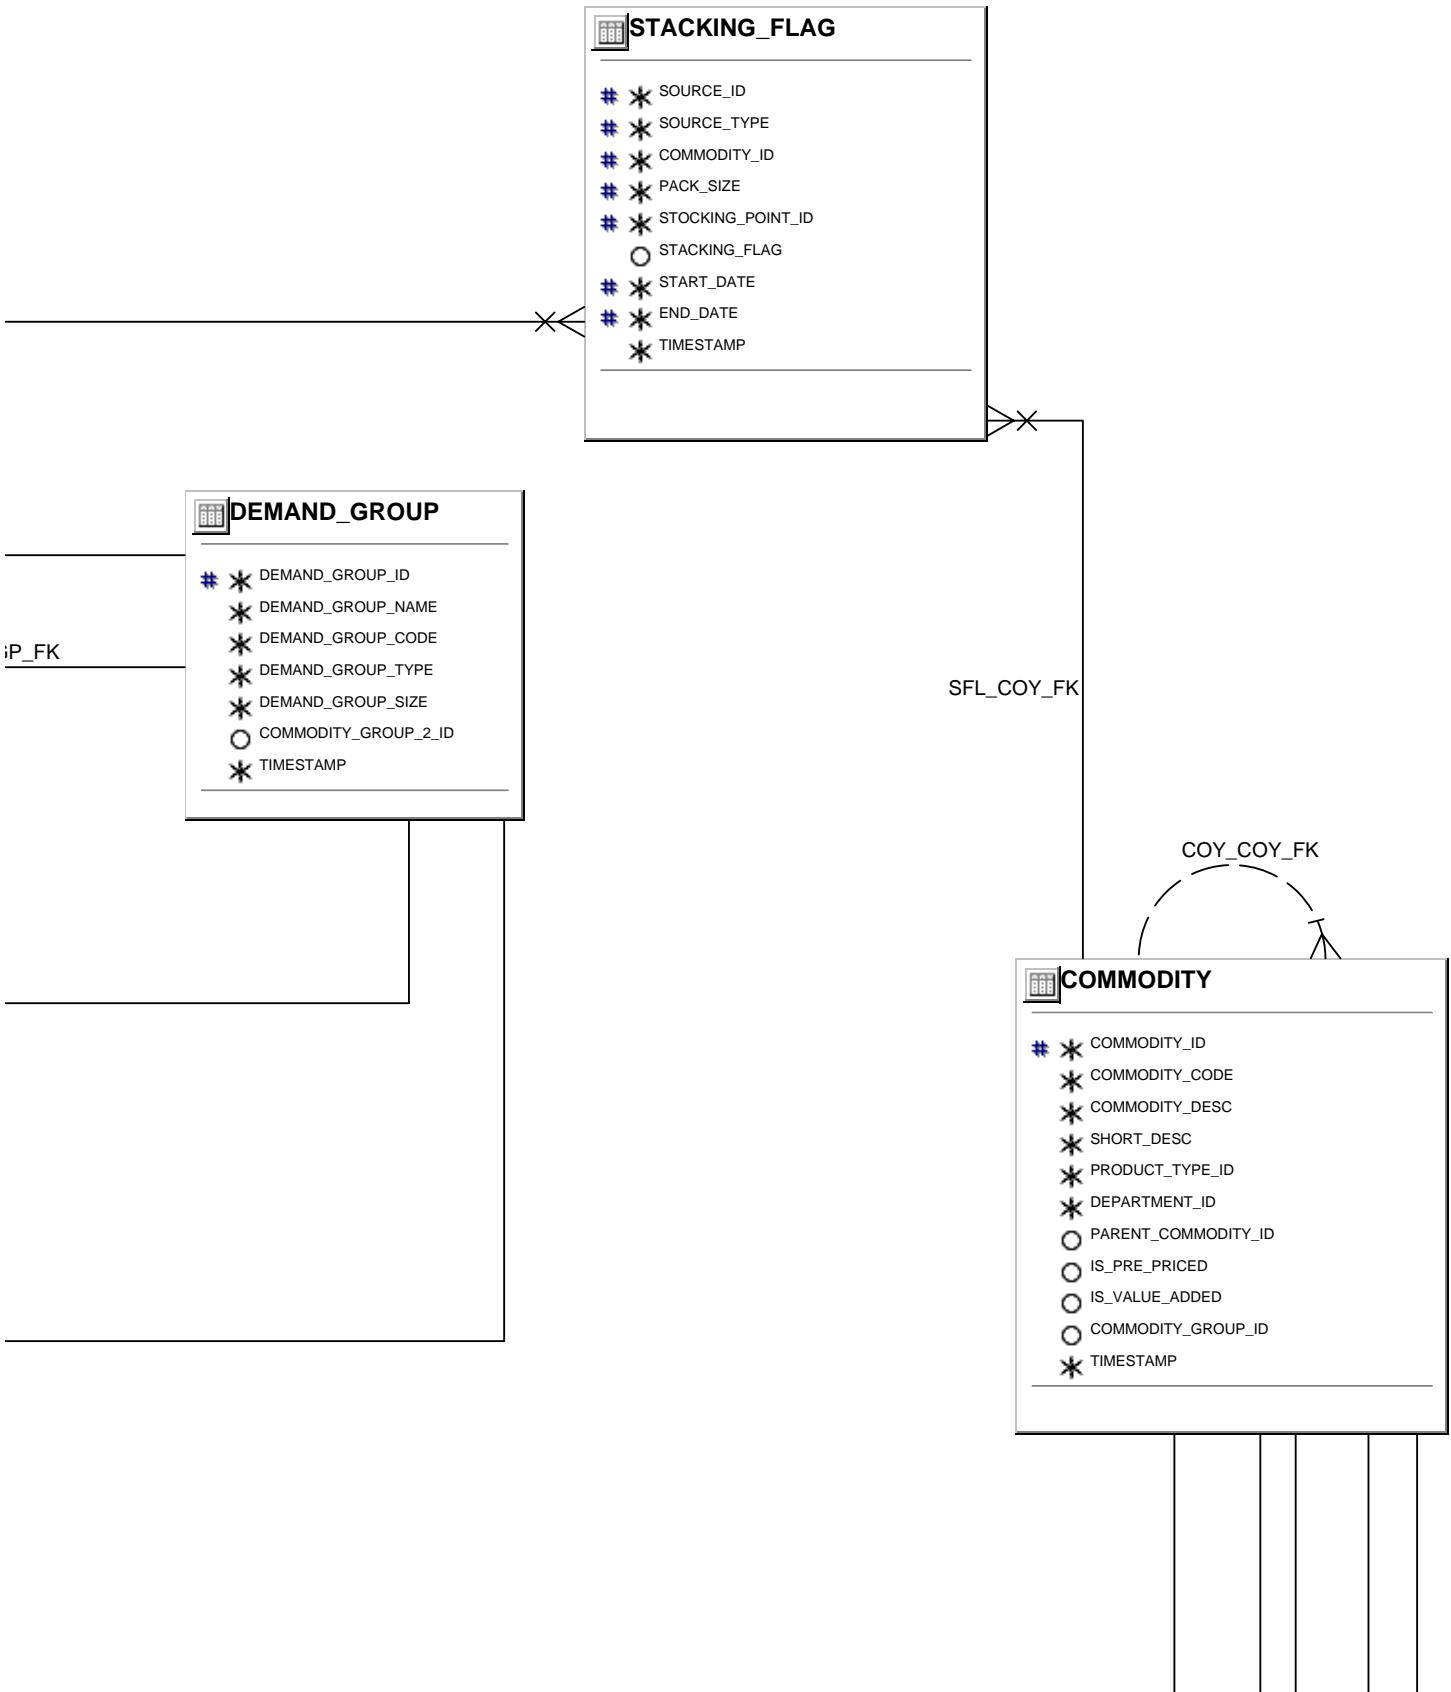 STACKING_FLAG
SOURCE_ID
SOURCE_TYPE
COMMODITY_ID
PACK_SIZE
STOCKING_POINT_ID
STACKING_FLAG
START_DATE
END_DATE
TIMESTAMP
DEMAND_GROUP
DEMAND_GROUP_ID
DEMAND_GROUP_NAME
DEMAND_GROUP_CODE
DEMAND_GROUP_TYPE
DEMAND_GROUP_SIZE
COMMODITY_GROUP_2_ID
TIMESTAMP
P_FK
SFL_COY_FK
COY_COY_FK
COMMODITY
COMMODITY_ID
COMMODITY_CODE
COMMODITY_DESC
SHORT_DESC
PRODUCT_TYPE_ID
DEPARTMENT_ID
PARENT_COMMODITY_ID
IS_PRE_PRICED
IS_VALUE_ADDED
COMMODITY_GROUP_ID
TIMESTAMP